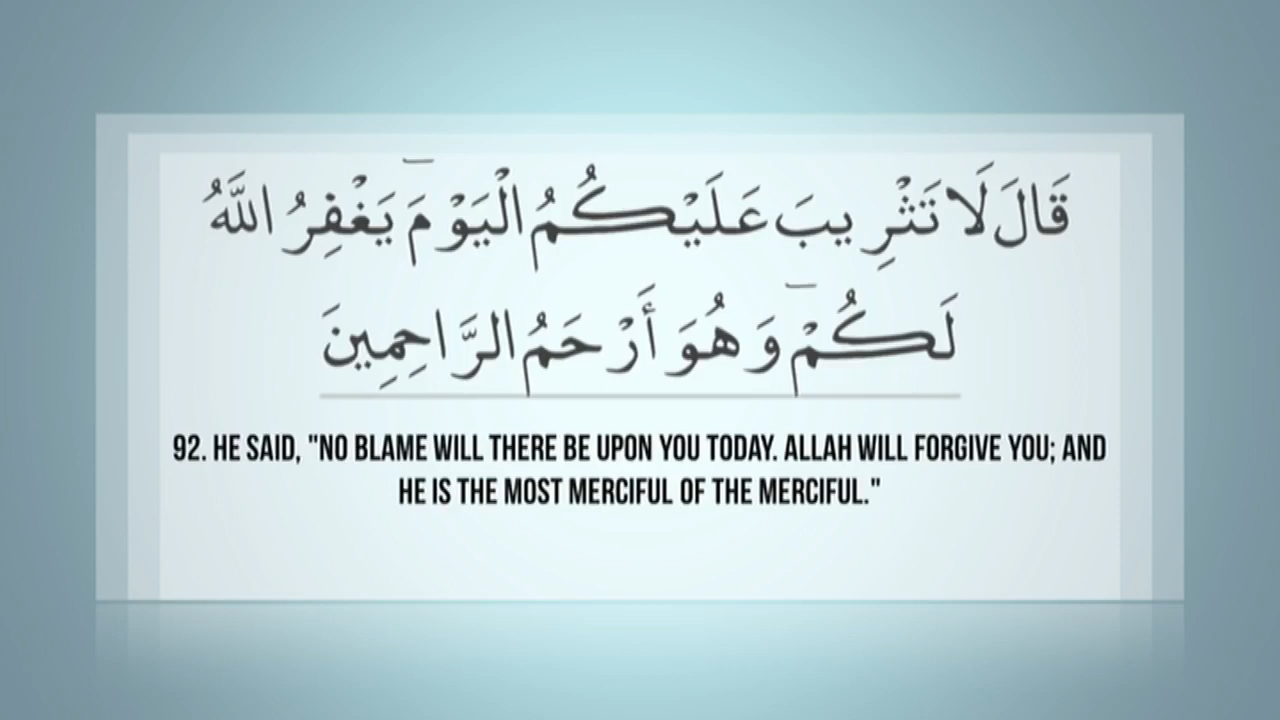 قَالَ لَا تَثْرِيبَ عَلَيْكُمُ الْيَوْمَ يَغْفِرُ اللَّهُ
لَكُمْ وَهُوَ أَرْحَمُ الرَّاحِمِينَ
92. HE SAID, "NO BLAME WILL THERE BE UPON YOU TODAY. ALLAH WILL FORGIVE YOU; AND
HE IS THE MOST MERCIFUL OF THE MERCIFUL."